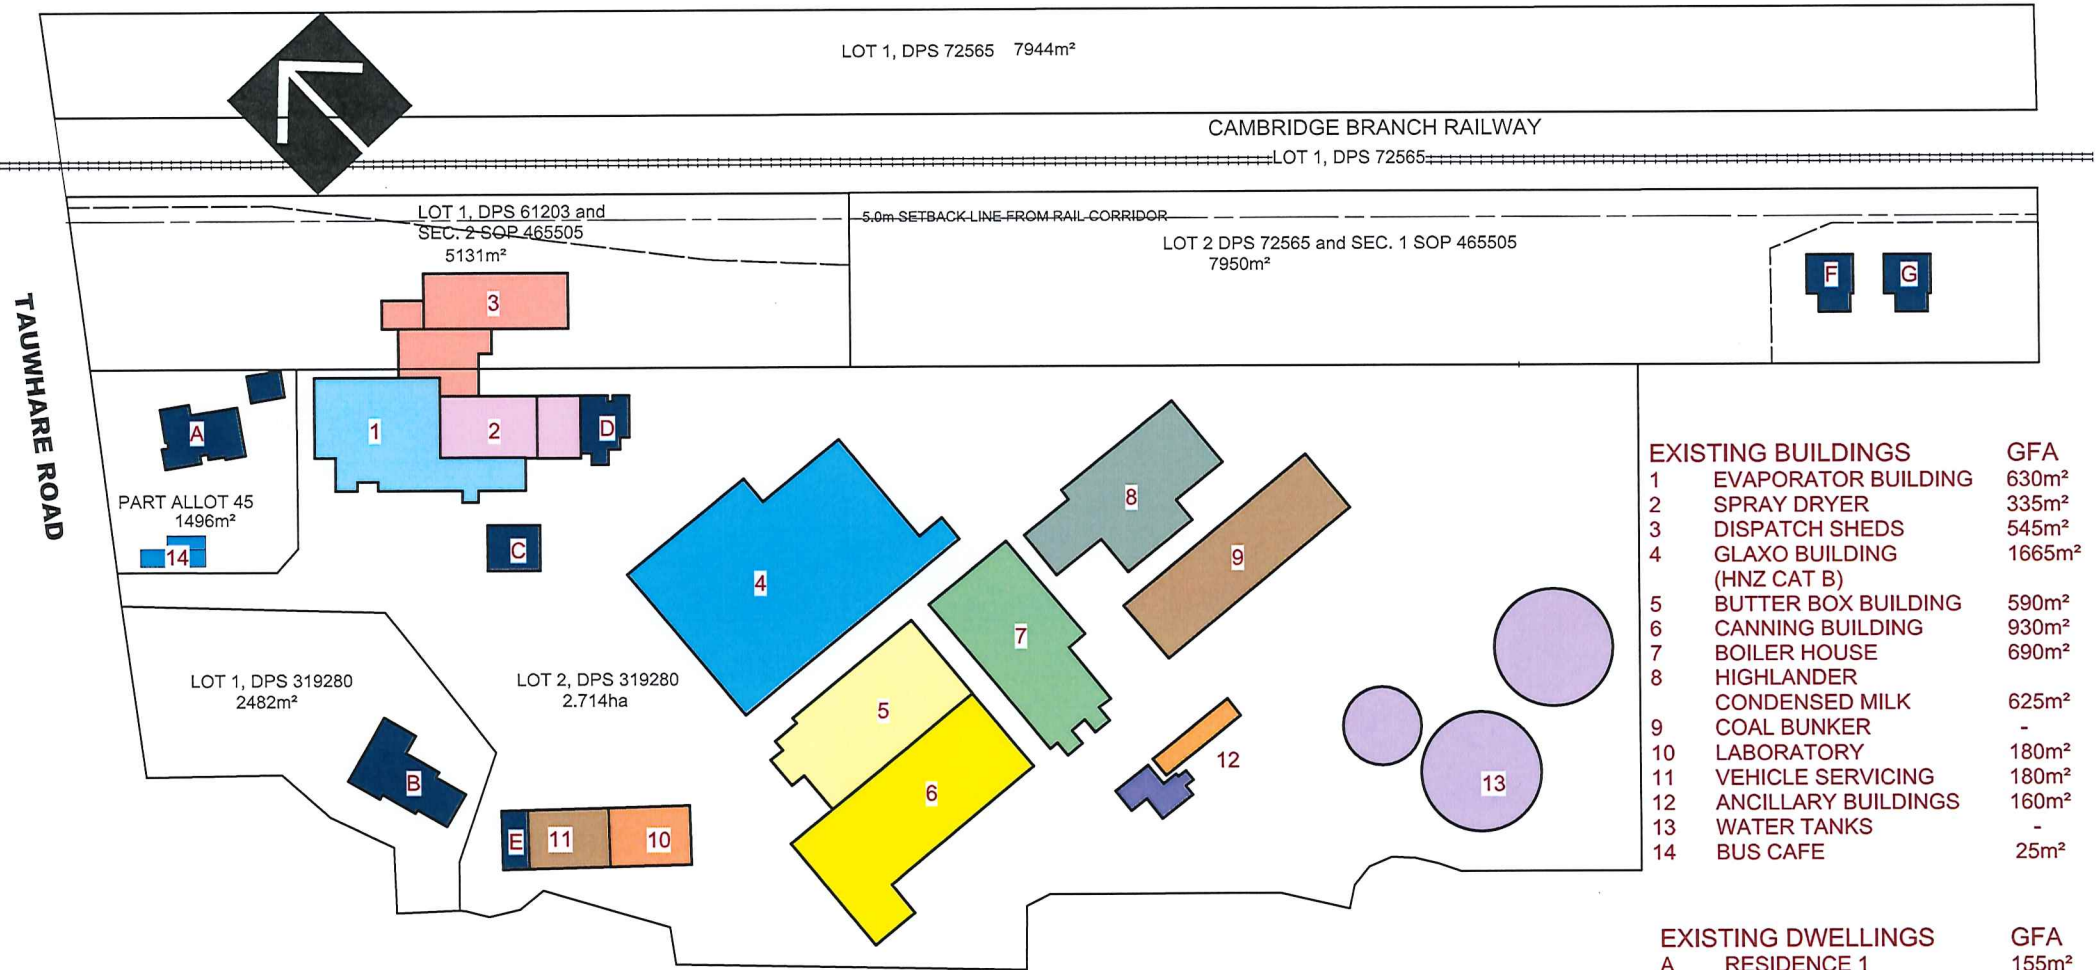 LOT 1, DPS 72565 7944m²
CAMBRIDGE BRANCH RAILWAY
LOT 1, DPS 72565
LOT 1, DPS 61203 and
SEC. 2 SOP 465505
5131m²
5.0m SETBACK LINE FROM RAIL CORRIDOR
LOT 2 DPS 72565 and SEC. 1 SOP 465505
7950m²
F
G
3
TAUWHARE ROAD
A
1
2
D
PART ALLOT 45
1496m²
14
C
4
8
9
7
LOT 1, DPS 319280
2482m²
LOT 2, DPS 319280
2.714ha
5
B
6
12
13
E
11
10
EXISTING BUILDINGS GFA
1 EVAPORATOR BUILDING 630m²
2 SPRAY DRYER 335m²
3 DISPATCH SHEDS 545m²
4 GLAXO BUILDING 1665m²
(HNZ CAT B)
5 BUTTER BOX BUILDING 590m²
6 CANNING BUILDING 930m²
7 BOILER HOUSE 690m²
8 HIGHLANDER
CONDENSED MILK 625m²
9 COAL BUNKER -
10 LABORATORY 180m²
11 VEHICLE SERVICING 180m²
12 ANCILLARY BUILDINGS 160m²
13 WATER TANKS -
14 BUS CAFE 25m²
EXISTING DWELLINGS GFA
A RESIDENCE 1 155m²